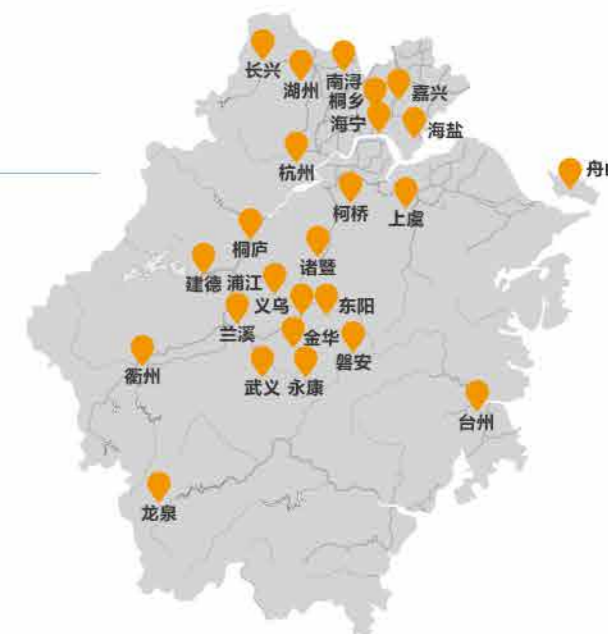 长兴
湖州
南浔
桐乡
嘉兴
海宁
海盐
杭州
舟
柯桥
上虞
桐庐
诸暨
建德
浦江
义乌
东阳
兰溪
金华
磐安
衢州
武义
永康
台州
龙泉